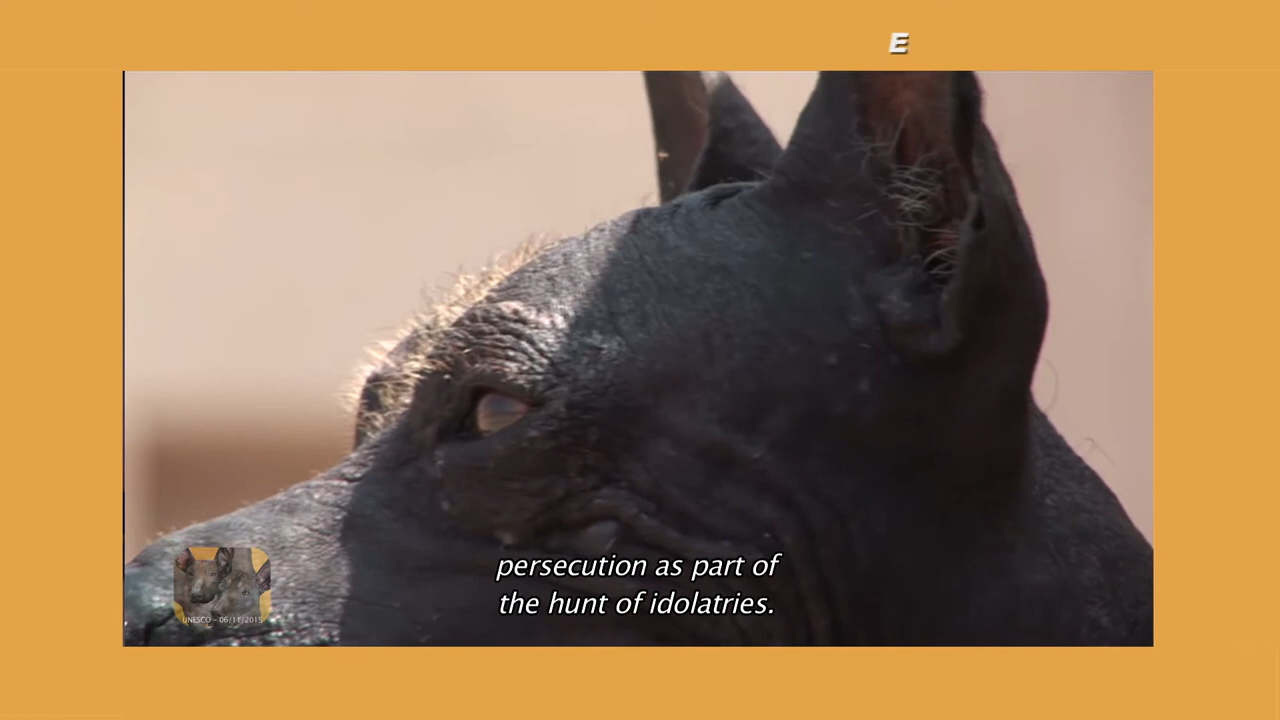 E
persecution as part of
the hunt of idolatries.
UNESCO – 06/11/2015